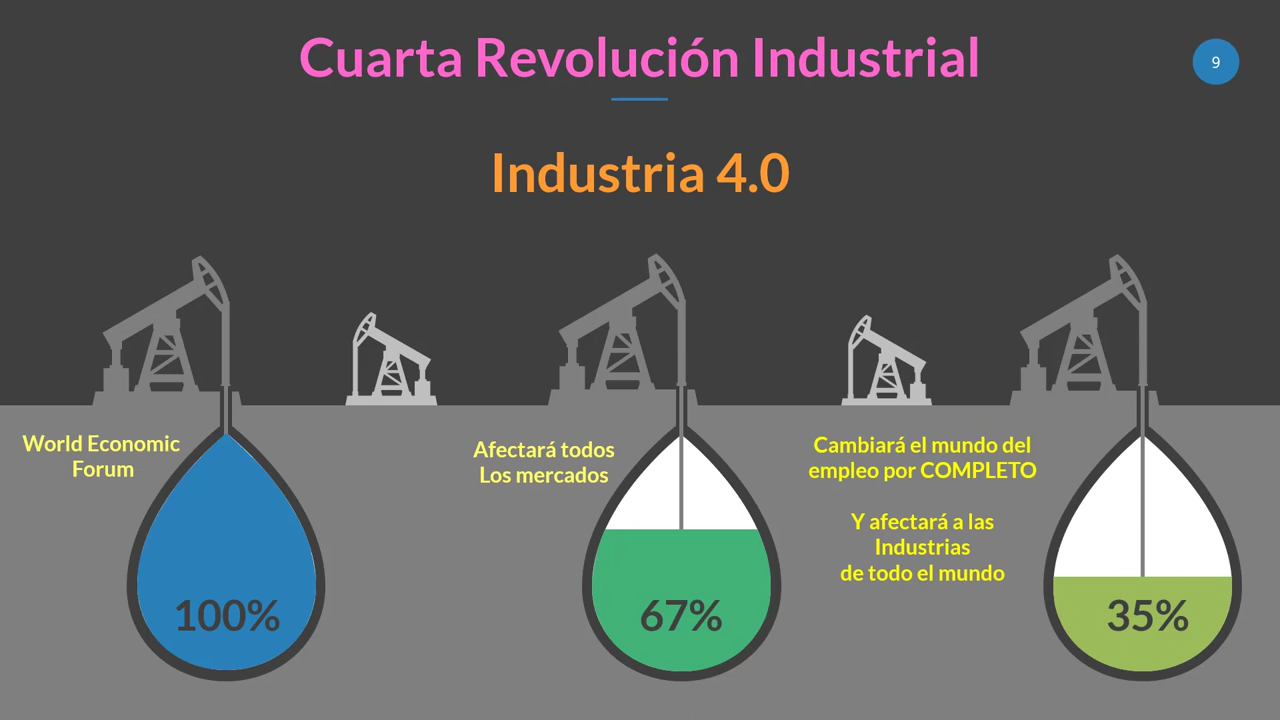 Cuarta Revolución Industrial
9
Industria 4.0
World Economic
Forum
Afectará todos
Los mercados
Cambiará el mundo del
empleo por COMPLETO
Y afectará a las
Industrias
de todo el mundo
100%
67%
35%